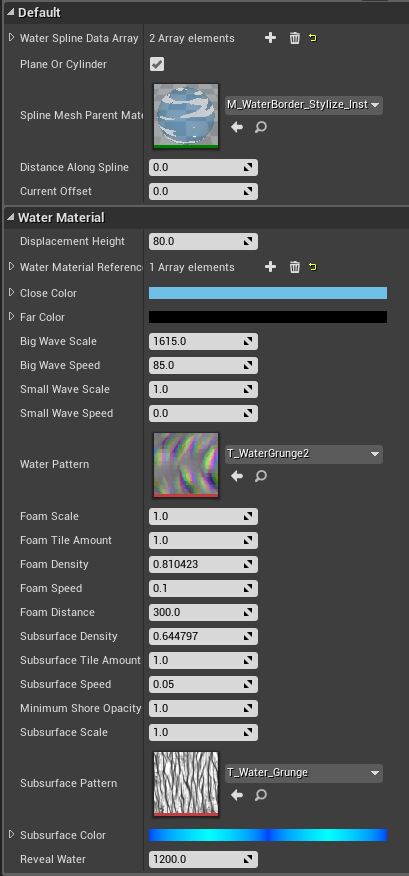 Default
Water Spline Data Array 2 Array elements
Plane Or Cylinder
Spline Mesh Parent Mate M_WaterBorder_Stylize_Inst
Distance Along Spline 0.0
Current Offset 0.0
Water Material
Displacement Height 80.0
Water Material Reference 1 Array elements
Close Color
Far Color
Big Wave Scale 1615.0
Big Wave Speed 85.0
Small Wave Scale 1.0
Small Wave Speed 0.0
Water Pattern T_WaterGrunge2
Foam Scale 1.0
Foam Tile Amount 1.0
Foam Density 0.810423
Foam Speed 0.1
Foam Distance 300.0
Subsurface Density 0.644797
Subsurface Tile Amount 1.0
Subsurface Speed 0.05
Minimum Shore Opacity 1.0
Subsurface Scale 1.0
Subsurface Pattern T_Water_Grunge
Subsurface Color
Reveal Water 1200.0